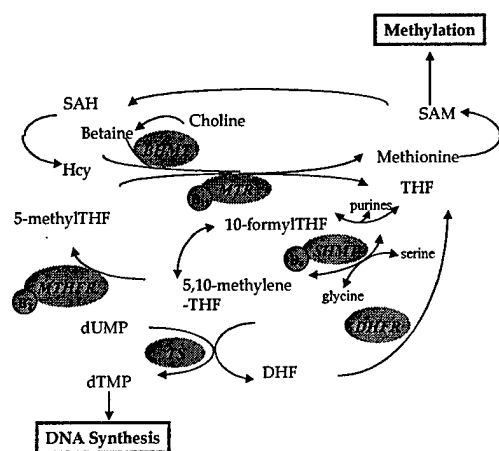 Methylation
SAH
SAM
Choline
Betaine
BHMT
Hcy
Methionine
MTR
THF
purines
5-methylTHF
10-formylTHF
SHMT
serine
MTHFR
5,10-methylene
-THF
glycine
DHFR
dUMP
TS
DHF
dTMP
DNA Synthesis